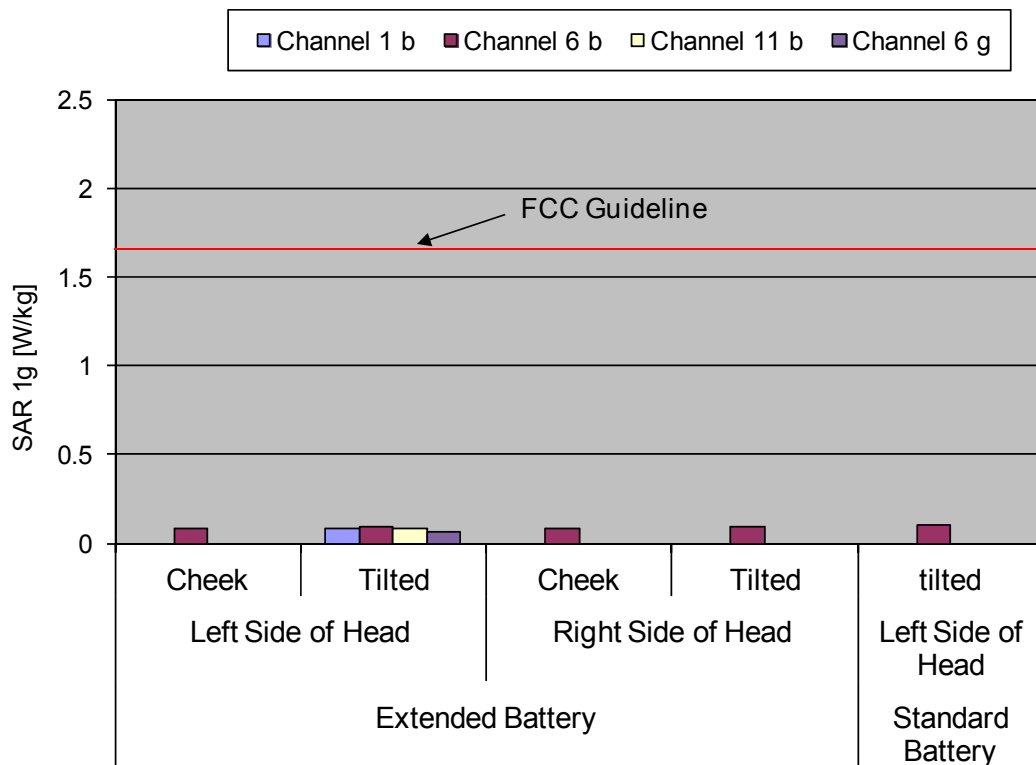 Channel 1 b Channel 6 b Channel 11 b Channel 6 g
2.5
2
FCC Guideline
1.5
1
0.5
0
SAR 1g [W/kg]
Cheek Tilted Cheek Tilted tilted
Left Side of Head Right Side of Head Left Side of
Head
Extended Battery Standard
Battery